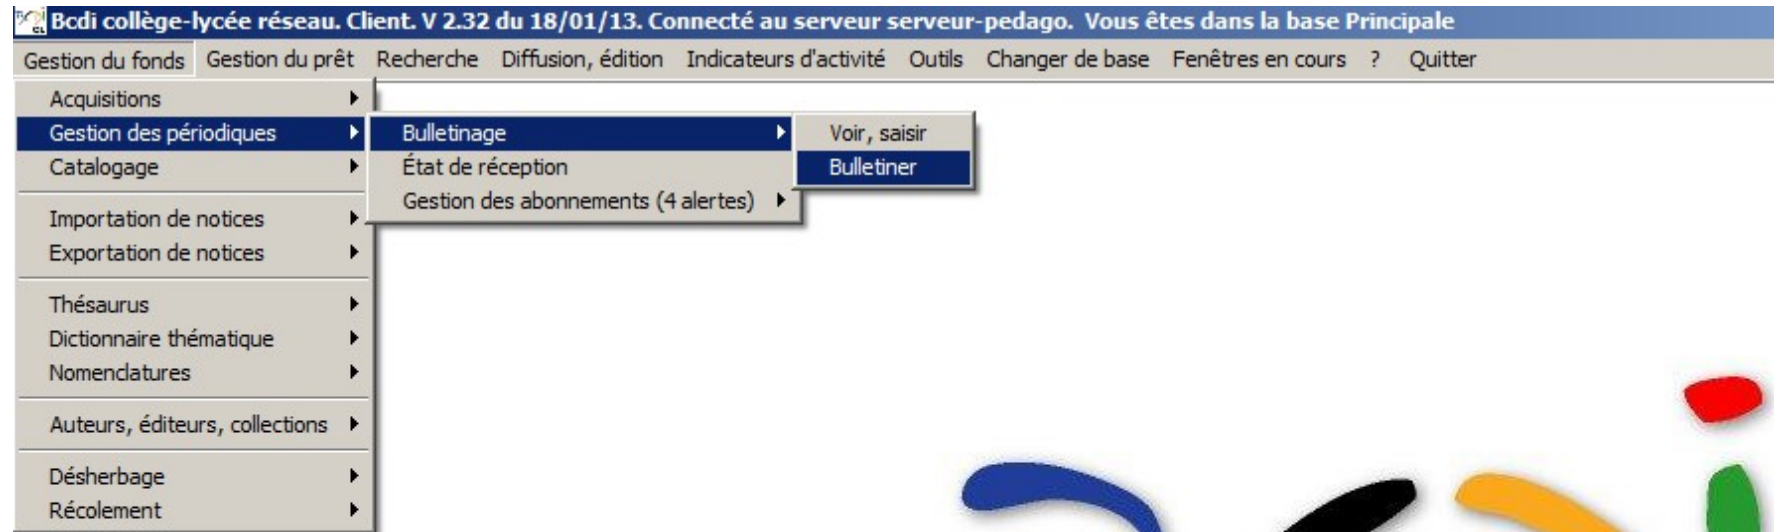 Bcdi collège-lycée réseau. Client. V 2.32 du 18/01/13. Connecté au serveur serveur-pedago. Vous êtes dans la base Principale
Gestion du fonds Gestion du prêt Recherche Diffusion, édition Indicateurs d'activité Outils Changer de base Fenêtres en cours ? Quitter
Acquisitions
Gestion des périodiques Bulletinage Voir, saisir
Catalogage État de réception Bulletiner
Gestion des abonnements (4 alertes)
Importation de notices
Exportation de notices
Thésaurus
Dictionnaire thématique
Nomenclatures
Auteurs, éditeurs, collections
Désherbage
Récolement